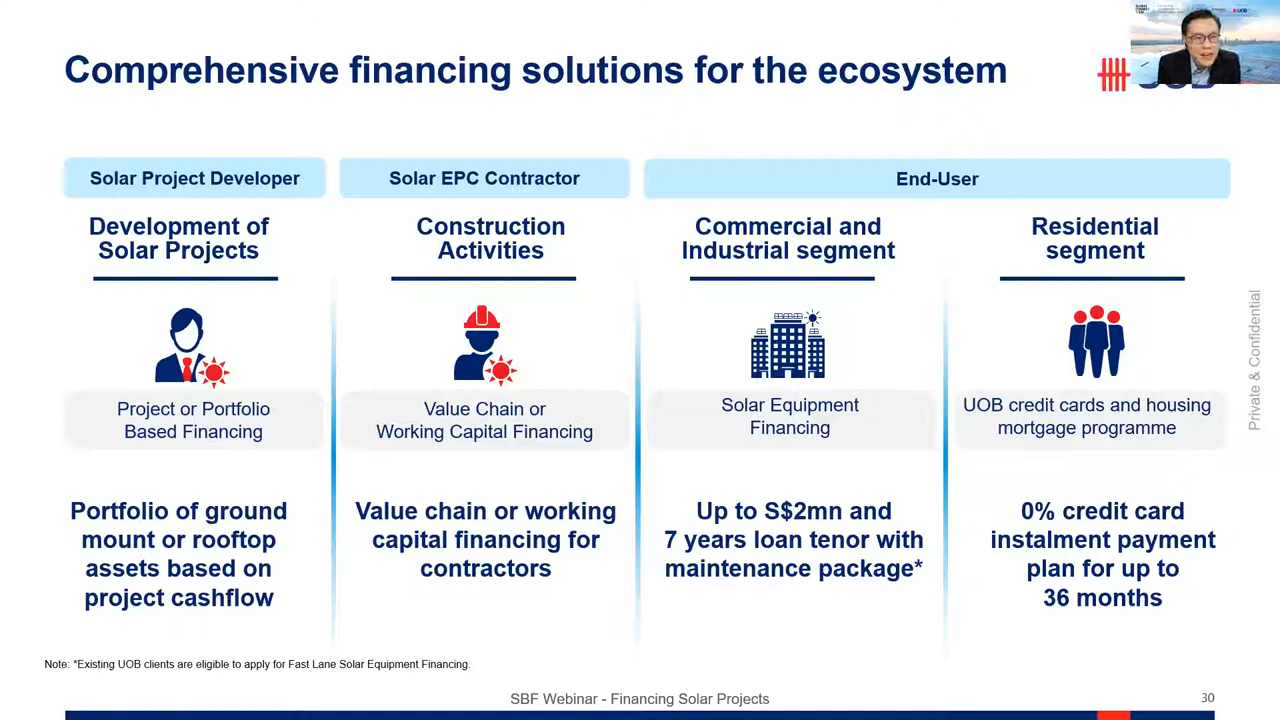 Comprehensive financing solutions for the ecosystem
Solar Project Developer
Solar EPC Contractor
End-User
Development of
Solar Projects
Construction
Activities
Commercial and
Industrial segment
Residential
segment
Project or Portfolio
Based Financing
Value Chain or
Working Capital Financing
Solar Equipment
Financing
UOB credit cards and housing
mortgage programme
Portfolio of ground
mount or rooftop
assets based on
project cashflow
Value chain or working
capital financing for
contractors
Up to S$2mn and
7 years loan tenor with
maintenance package*
0% credit card
instalment payment
plan for up to
36 months
Private & Confidential
Note: *Existing UOB clients are eligible to apply for Fast Lane Solar Equipment Financing.
SBF Webinar - Financing Solar Projects
30